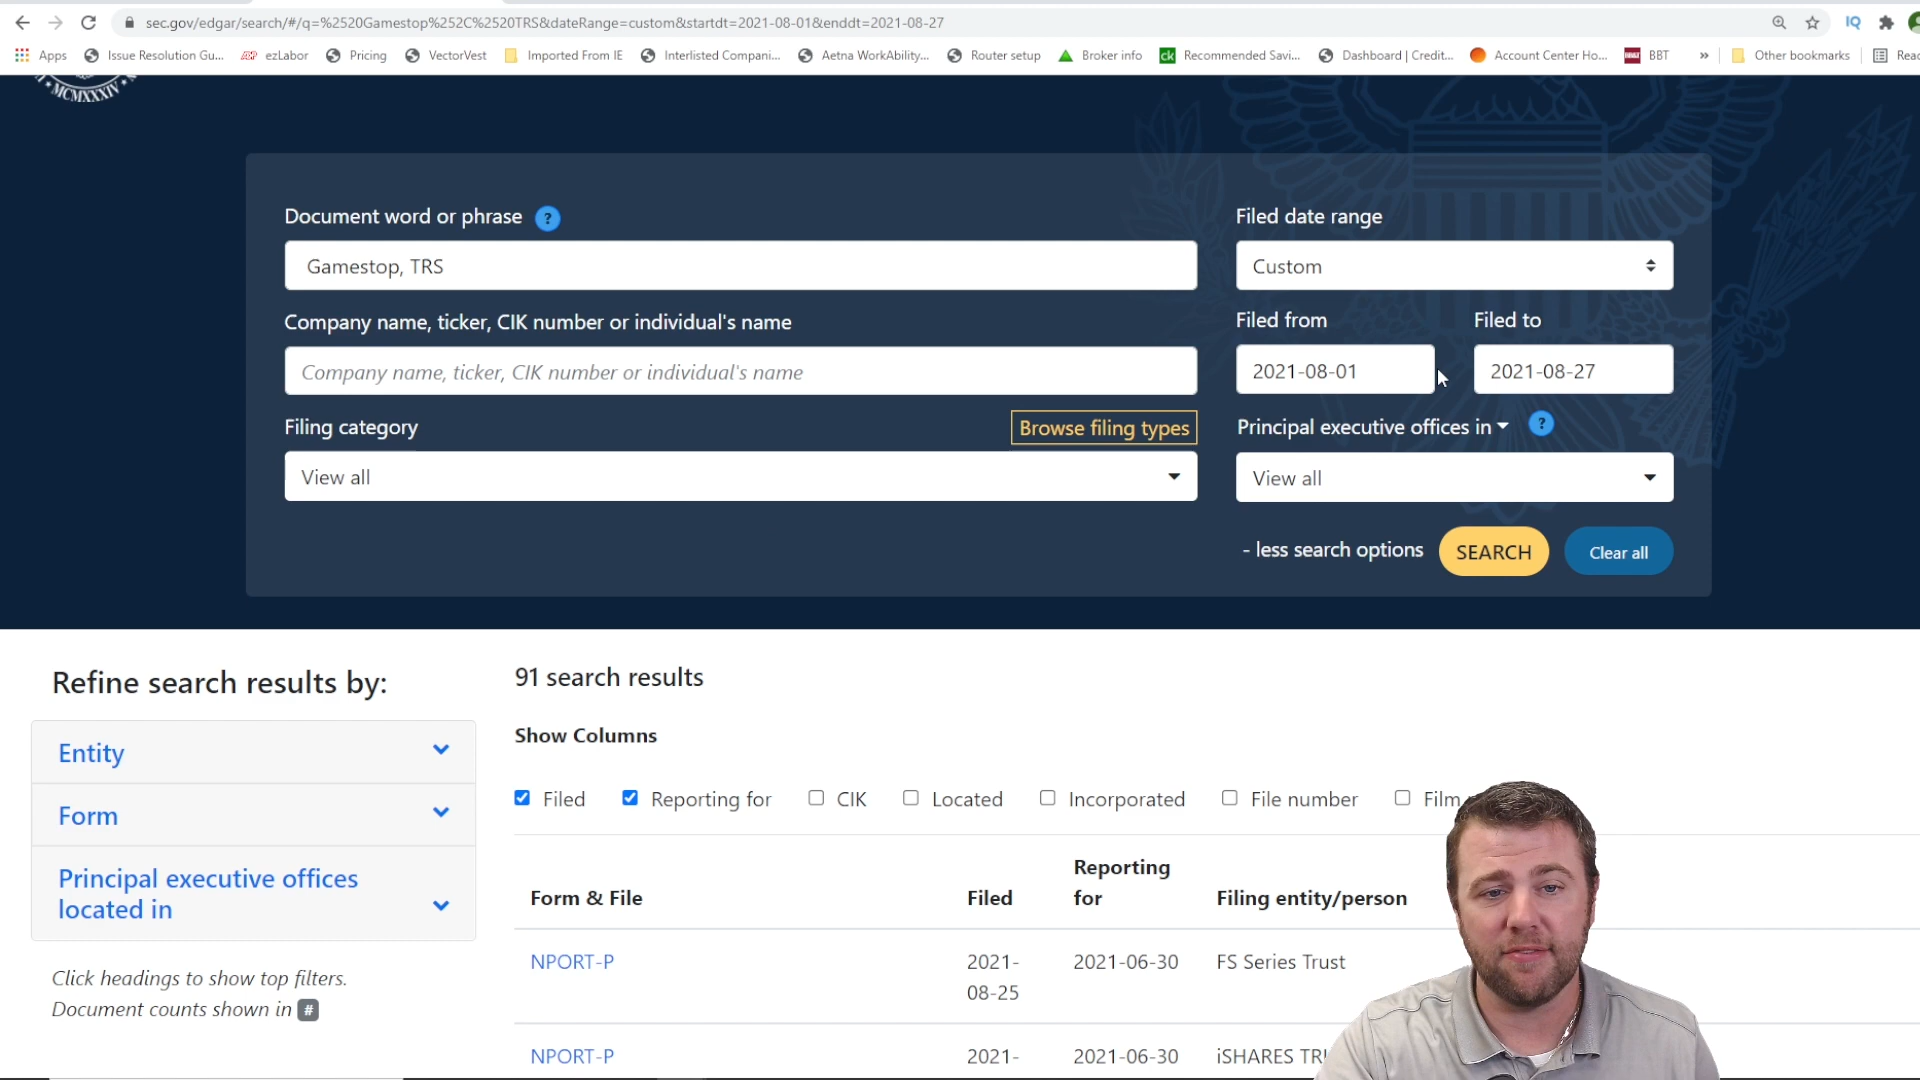 sec.gov/edgar/search/#/q=%2520Gamestop%252C%2520TRS&dateRange=custom&startdt=2021-08-01&enddt=2021-08-27
IQ
Apps Issue Resolution Gu... ezLabor Pricing VectorVest Imported From IE Interlisted Compani... Aetna WorkAbility... Router setup Broker info ck Recommended Savi... Dashboard | Credit... Account Center Ho... BBT » Other bookmarks
MCMXXXIV
Document word or phrase ?
Filed date range
Gamestop, TRS
Custom
Company name, ticker, CIK number or individual's name
Filed from Filed to
Company name, ticker, CIK number or individual's name
2021-08-01 2021-08-27
Filing category
Browse filing types
Principal executive offices in ?
View all
View all
- less search options SEARCH Clear all
Refine search results by:
91 search results
Show Columns
Entity
Form
Principal executive offices
located in
Click headings to show top filters.
Document counts shown in #
Filed Reporting for CIK Located Incorporated File number Film
Form & File Filed Reporting for Filing entity/person
NPORT-P 2021-08-25 2021-06-30 FS Series Trust
NPORT-P 2021- 2021-06-30 iSHARES